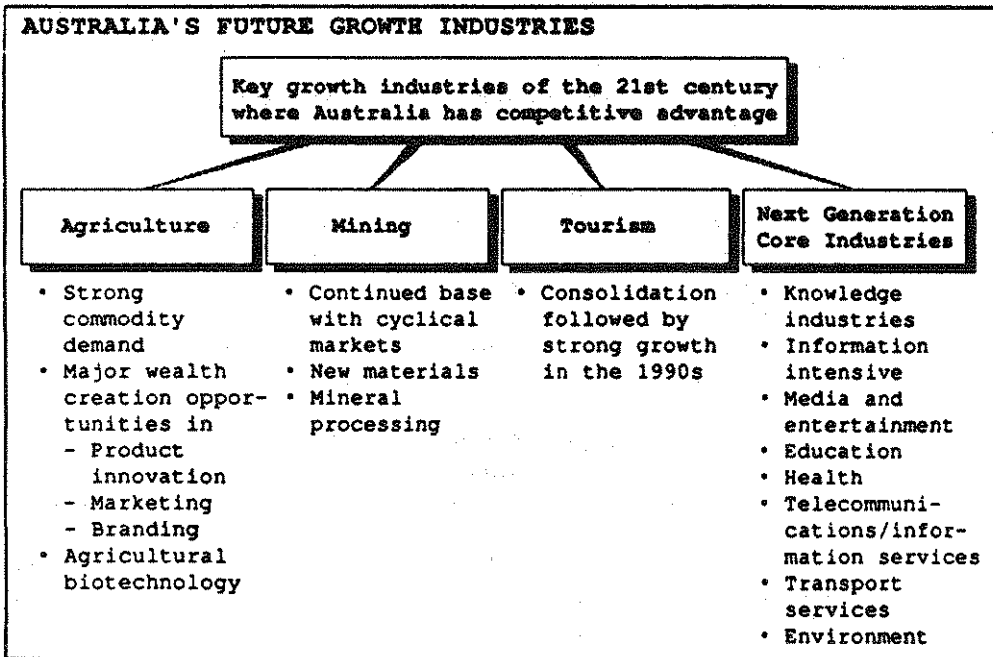 AUSTRALIA'S FUTURE GROWTH INDUSTRIES
Key growth industries of the 21st century
where Australia has competitive advantage
Agriculture
• Strong
commodity
demand
• Major wealth
creation oppor-
tunities in
- Product
innovation
- Marketing
- Branding
• Agricultural
biotechnology
Mining
• Continued base
with cyclical
markets
• New materials
• Mineral
processing
Tourism
• Consolidation
followed by
strong growth
in the 1990s
Next Generation
Core Industries
• Knowledge
industries
• Information
intensive
• Media and
entertainment
• Education
• Health
• Telecommuni-
cations/infor-
mation services
• Transport
services
• Environment